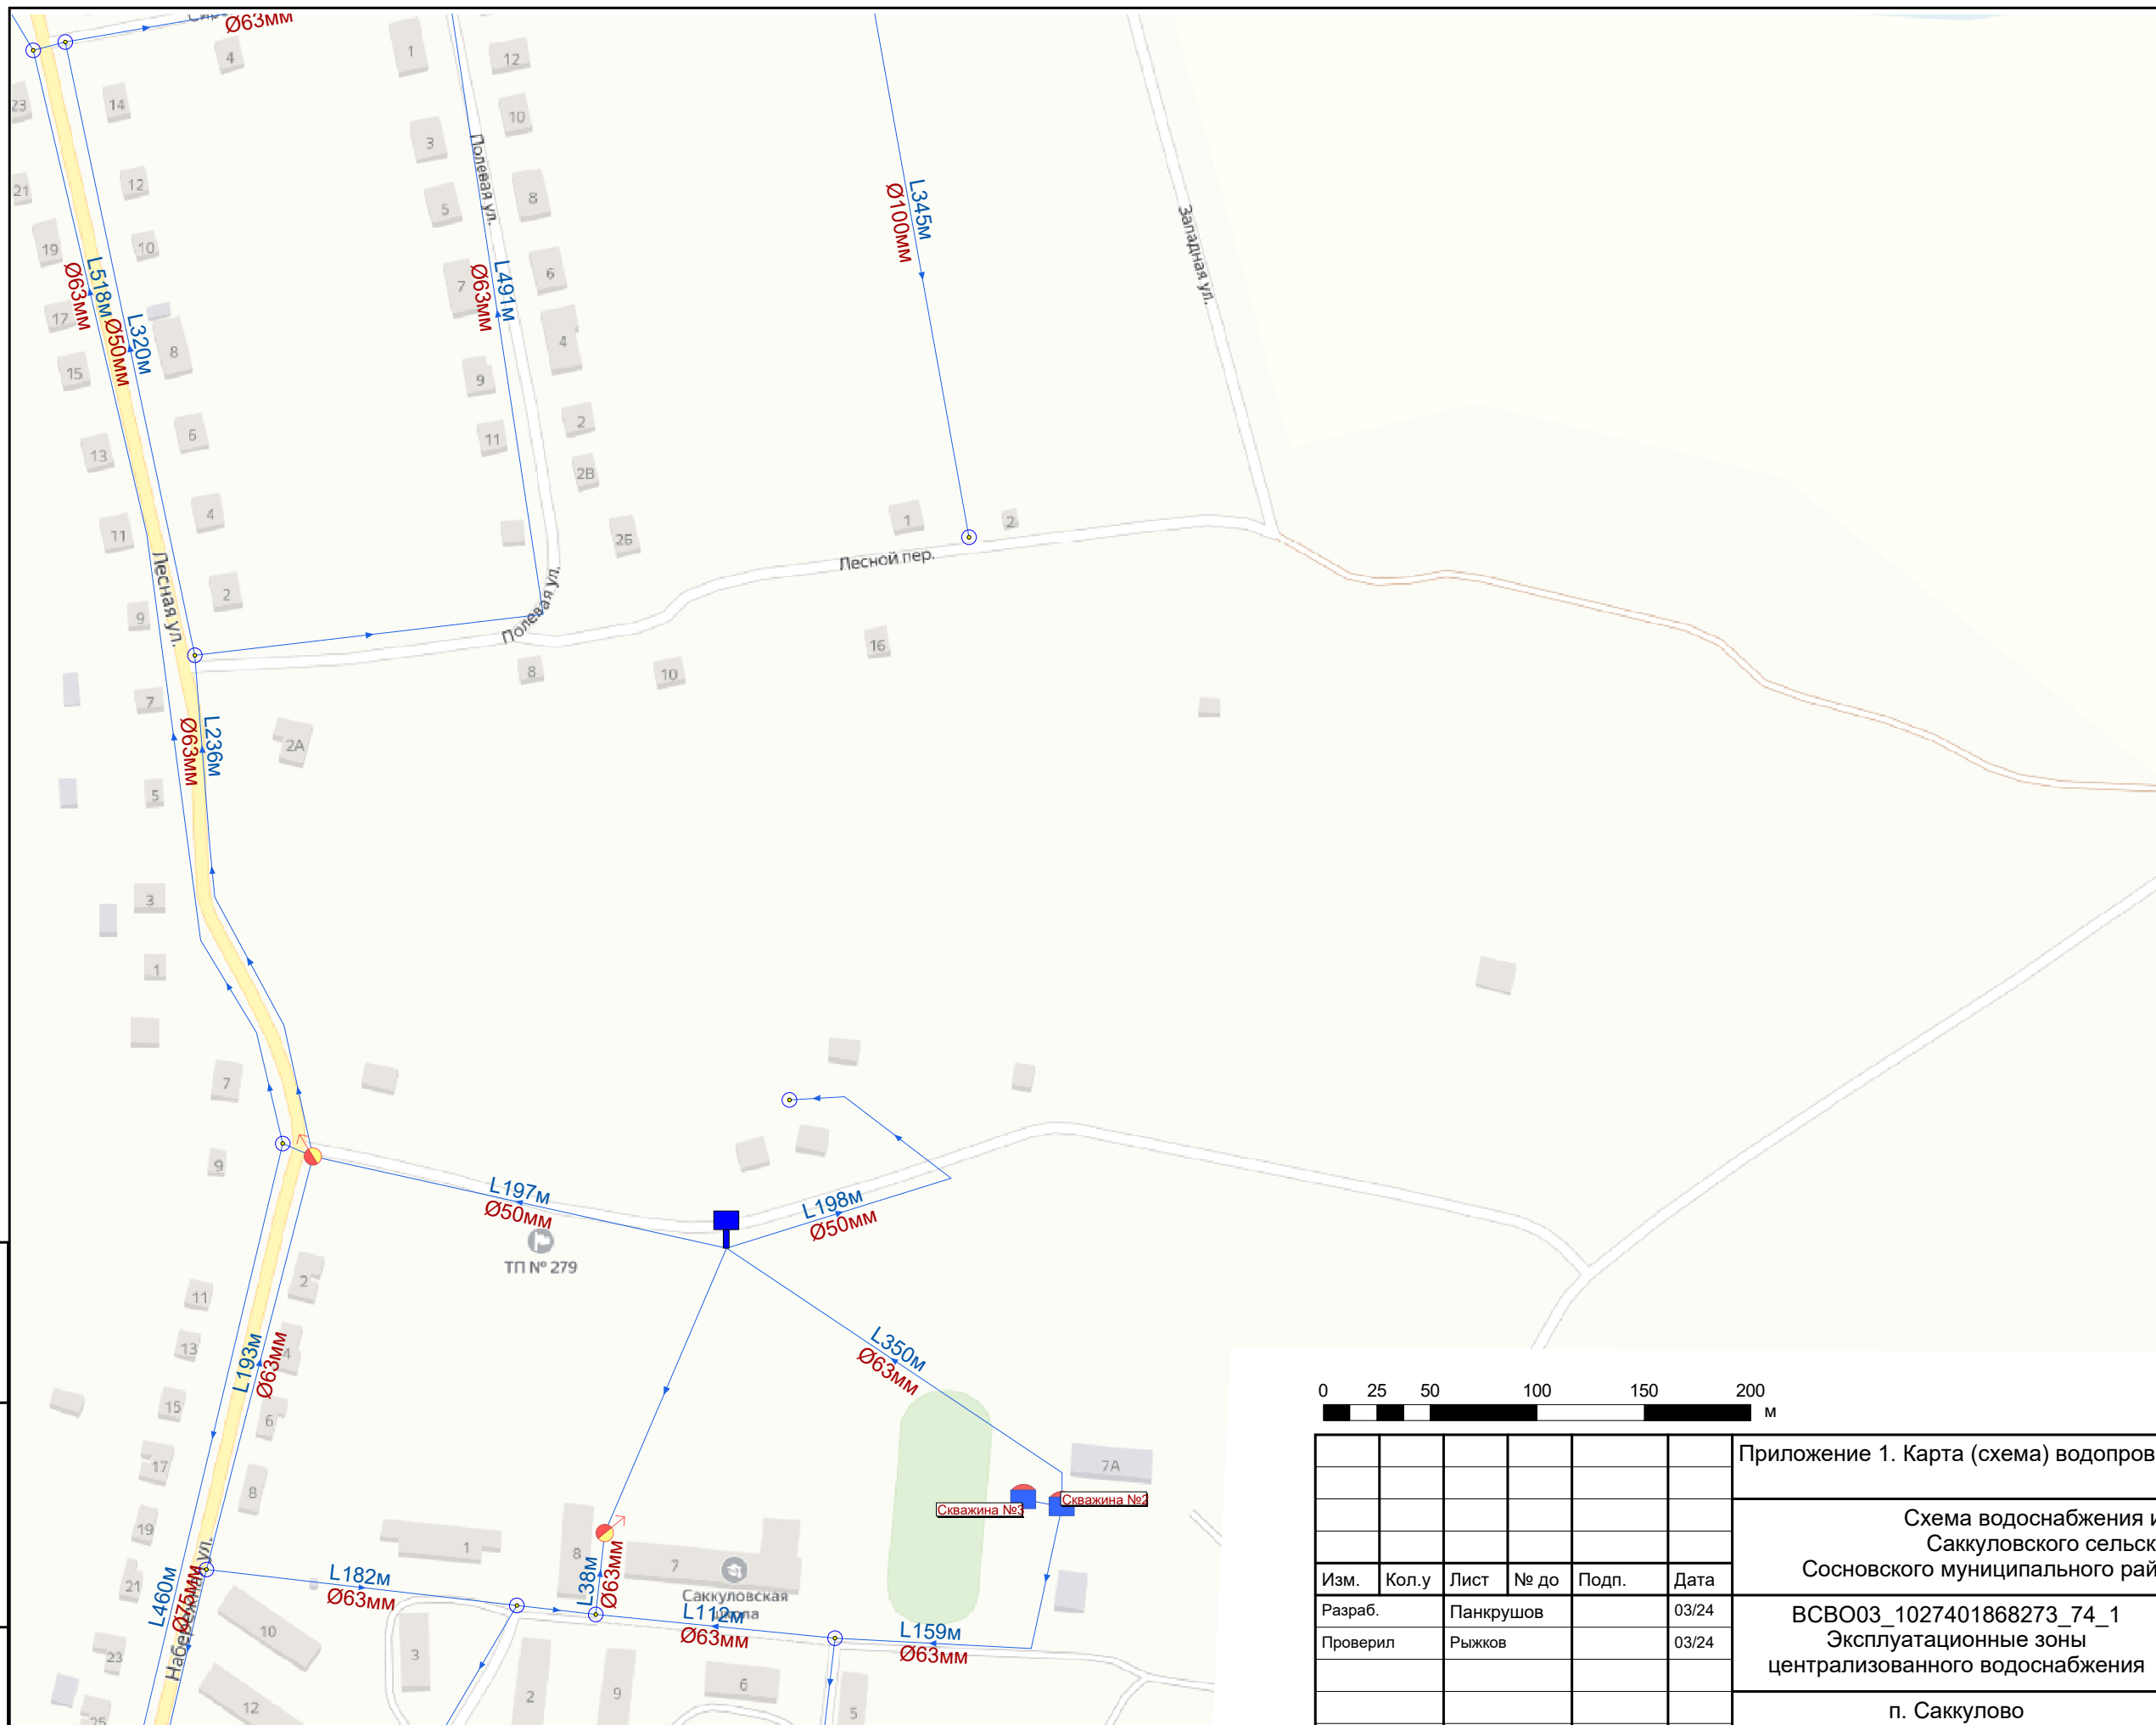 Ø63мм
4
1
12
23
14
10
3
Полевая ул.
21
12
5
8
19
10
L345м
Ø100мм
Западная ул.
L518м
Ø63мм
7
6
L491м
Ø63мм
17
L320м
Ø50мм
8
4
15
9
2
6
11
13
2В
4
1
2
11
2Б
Лесной пер.
Лесная ул.
2
9
Полевая ул.
16
8
10
7
L236м
Ø63мм
2А
5
3
1
7
9
L197м
Ø50мм
L198м
Ø50мм
ТП № 279
2
11
13
4
L193м
Ø63мм
L350м
Ø63мм
15
6
17
7А
8
Скважина №3
Скважина №2
19
1
8
7
Саккуловская
школа
21
L182м
Ø63мм
L38м
Ø63мм
L460м
Ø75мм
L112м
Ø63мм
L159м
Ø63мм
10
3
23
2
9
6
5
12
25
0 25 50 100 150 200
м
Приложение 1. Карта (схема) водопров
Схема водоснабжения и
Саккуловского сельск
Сосновского муниципального рай
Изм. Кол.у Лист № до Подп. Дата
Разраб. Панкрушов 03/24
Проверил Рыжков 03/24
ВСВО03_1027401868273_74_1
Эксплуатационные зоны
централизованного водоснабжения
п. Саккулово